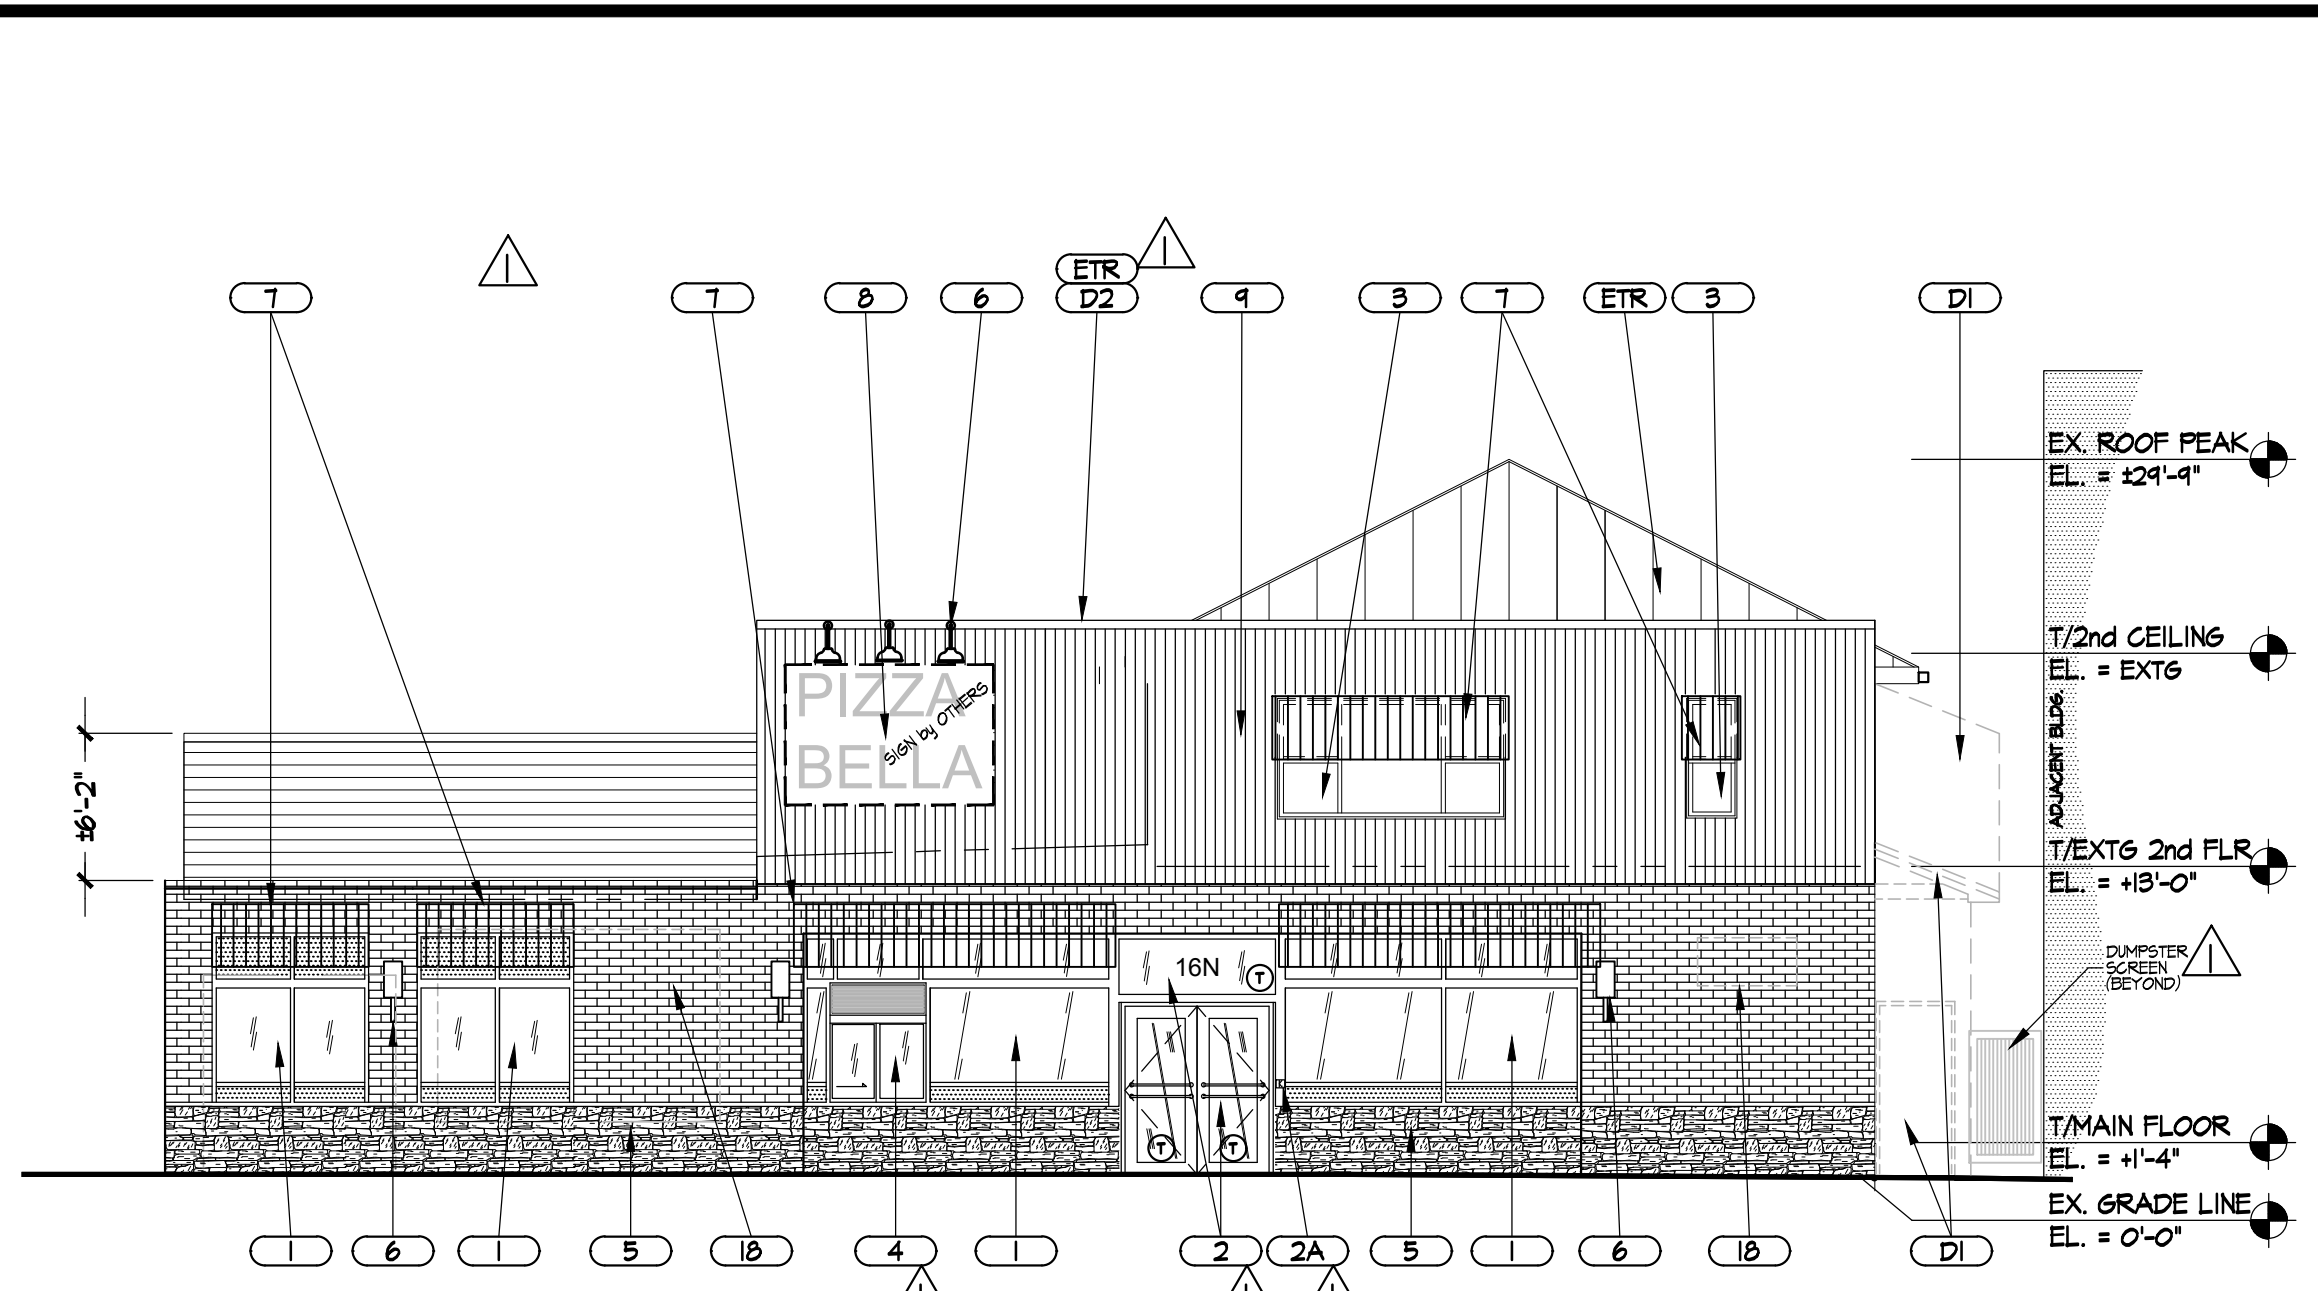 1
ETR
1
7
7
8
6
D2
9
3
7
ETR
3
D1
EX. ROOF PEAK
EL. = ±29'-9"
T/2nd CEILING
EL. = EXTG
PIZZA
BELLA
SIGN by OTHERS
ADJACENT BLDG.
±6'-2"
T/EXTG 2nd FLR
EL. = +13'-0"
DUMPSTER
SCREEN
(BEYOND)
1
16N
T
K
T
T
T/MAIN FLOOR
EL. = +1'-4"
EX. GRADE LINE
EL. = 0'-0"
1
6
1
5
18
4
1
2
2A
5
1
6
18
D1